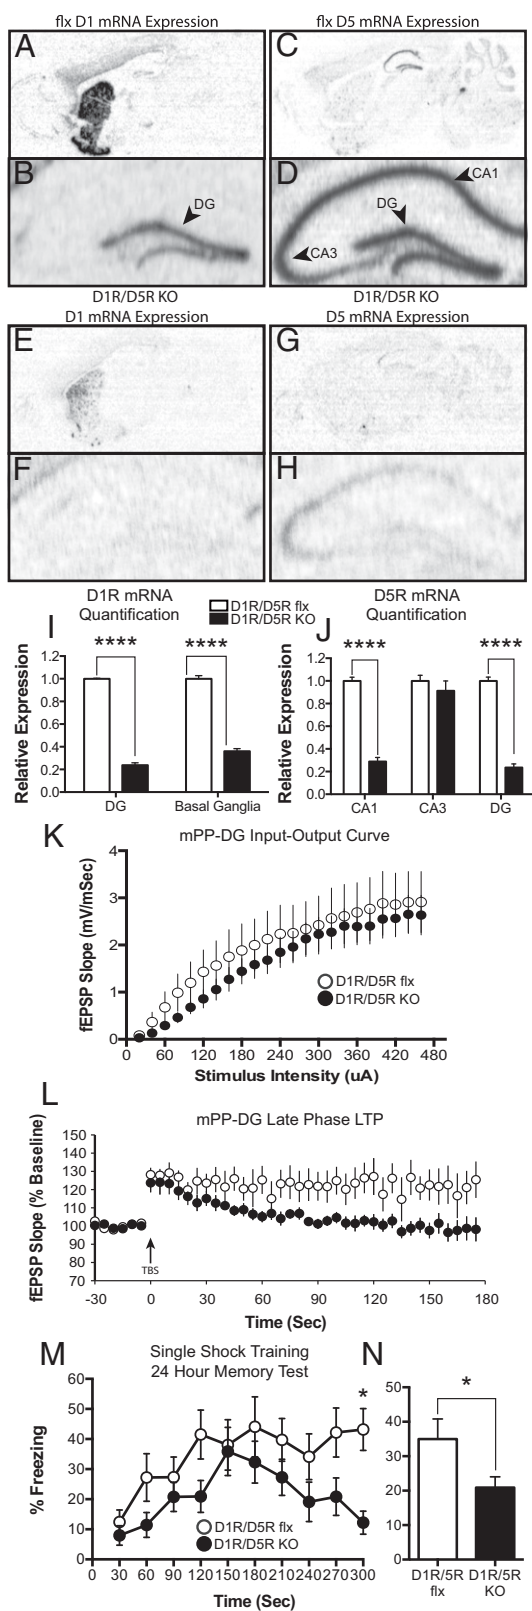 flx D1 mRNA Expression
flx D5 mRNA Expression
A
C
B
DG
D
CA1
DG
CA3
D1R/D5R KO
D1 mRNA Expression
D1R/D5R KO
D5 mRNA Expression
E
G
F
H
D1R mRNA
Quantification
D1R/D5R flx
D1R/D5R KO
D5R mRNA
Quantification
I
****
****
Relative Expression
1.2
1.0
0.8
0.6
0.4
0.2
0.0
DG
Basal Ganglia
J
****
****
Relative Expression
1.2
1.0
0.8
0.6
0.4
0.2
0.0
CA1
CA3
DG
K
mPP-DG Input-Output Curve
fEPSP Slope (mV/mSec)
4
3
2
1
0
D1R/D5R flx
D1R/D5R KO
0 60 120 180 240 300 360 420 480
Stimulus Intensity (uA)
L
mPP-DG Late Phase LTP
fEPSP Slope (% Baseline)
150
140
130
120
110
100
90
80
70
TBS
-30 0 30 60 90 120 150 180
Time (Sec)
M
Single Shock Training
24 Hour Memory Test
% Freezing
60
50
40
30
20
10
0
*
D1R/D5R flx
D1R/D5R KO
0 30 60 90 120 150 180 210 240 270 300
Time (Sec)
N
50
40
30
20
10
0
*
D1R/5R
flx
D1R/5R
KO